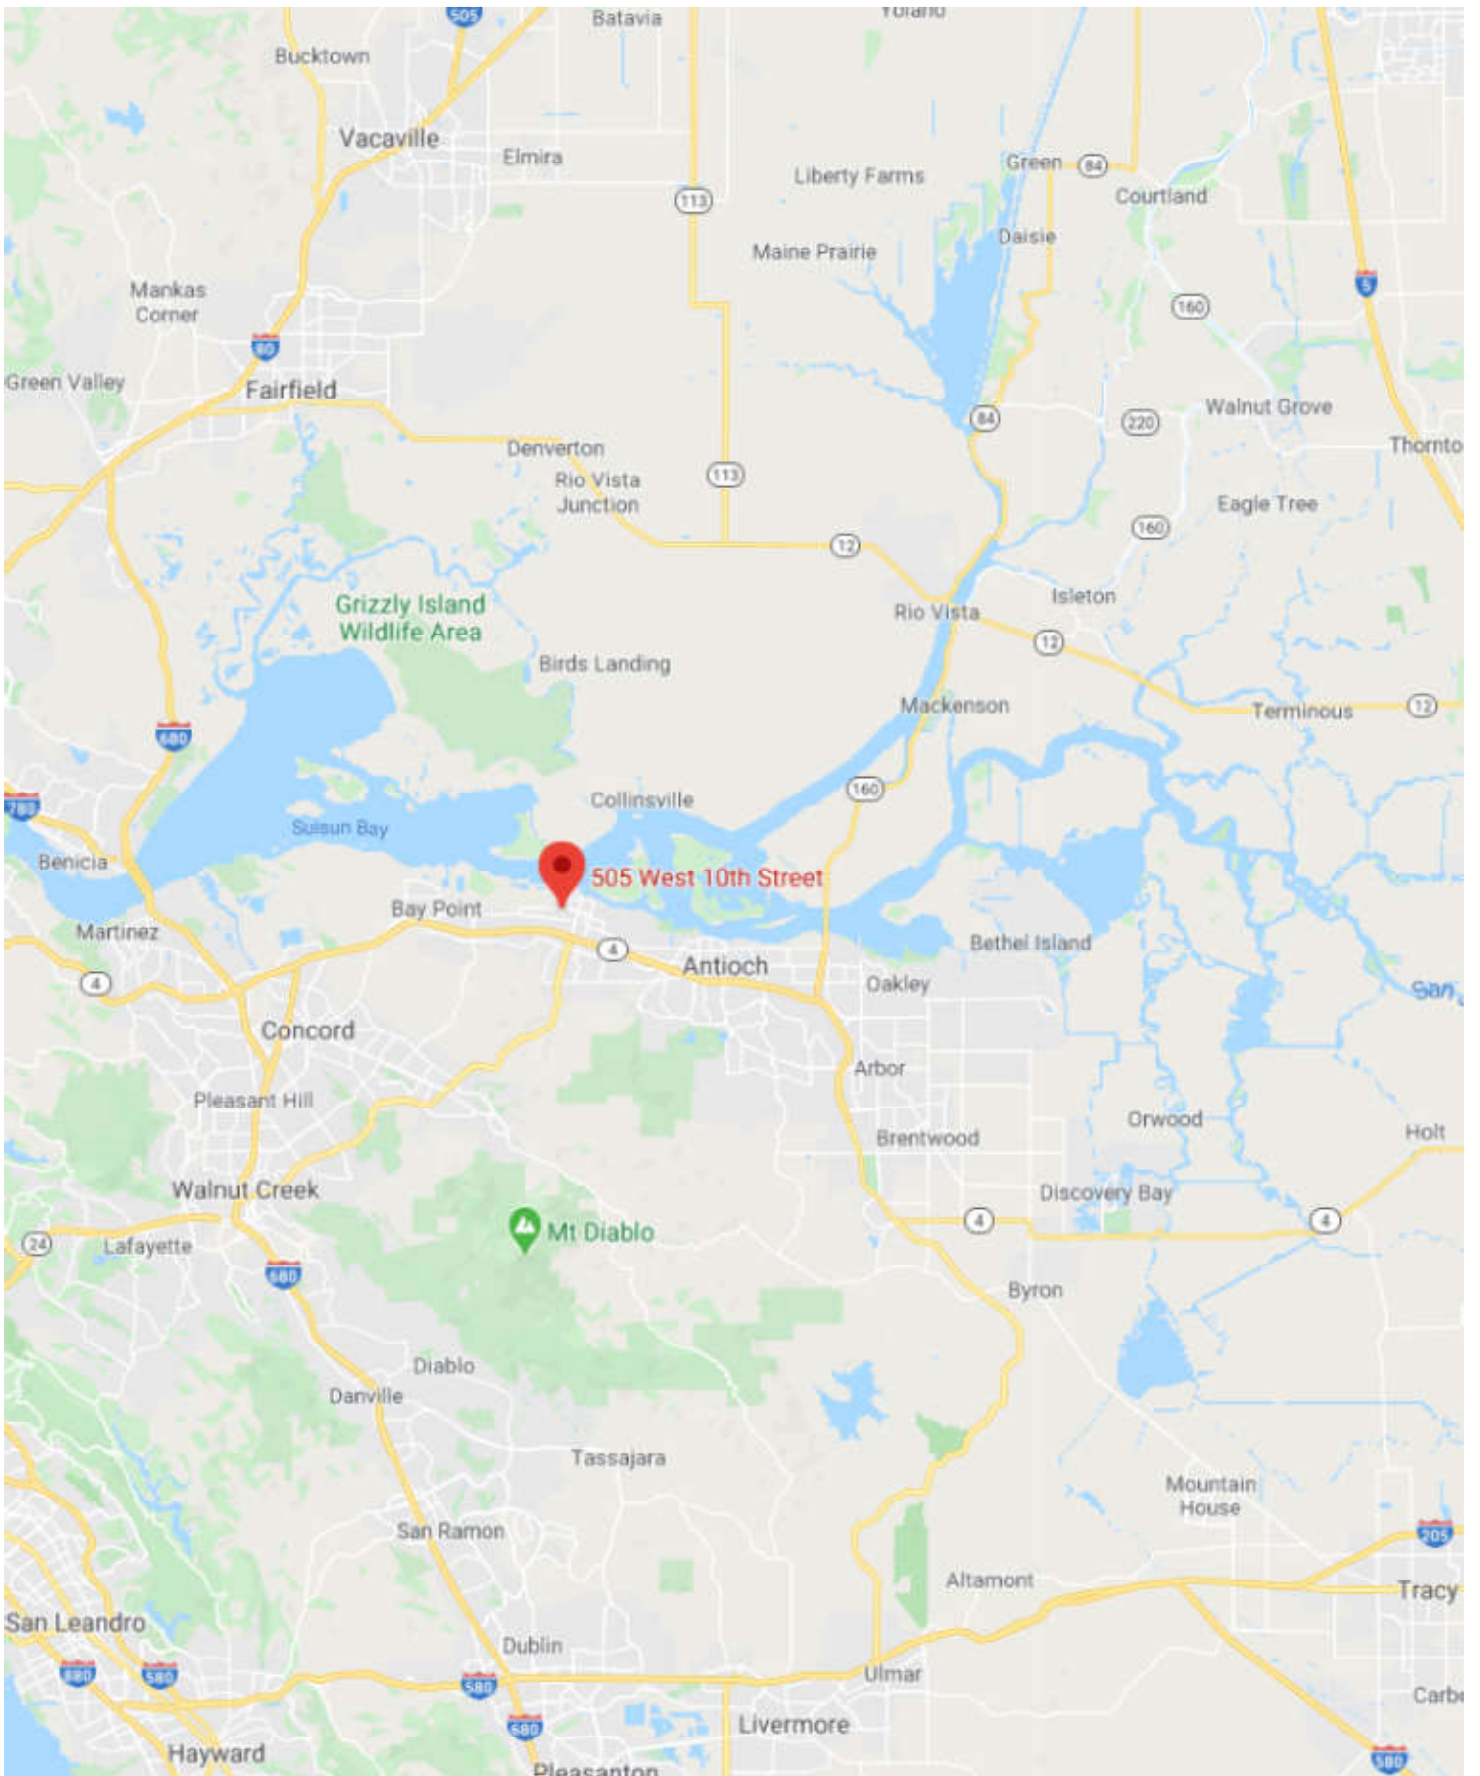 505
Batavia
Yolano
Bucktown
Vacaville
Elmira
Liberty Farms
Green
84
Courtland
113
Daisie
Maine Prairie
Mankas
Corner
5
160
80
Green Valley
Fairfield
Walnut Grove
84
220
Thornto
Denverton
Rio Vista
Junction
113
Eagle Tree
160
12
Grizzly Island
Wildlife Area
Rio Vista
Isleton
12
Birds Landing
Mackenson
Terminous
12
680
160
Collinsville
780
Suisun Bay
Benicia
505 West 10th Street
Bay Point
Martinez
Bethel Island
4
Antioch
4
Oakley
San
Concord
Arbor
Pleasant Hill
Orwood
Holt
Brentwood
Walnut Creek
Discovery Bay
4
4
Mt Diablo
24
Lafayette
680
Byron
Diablo
Danville
Tassajara
Mountain
House
San Ramon
205
Altamont
Tracy
San Leandro
Dublin
880
580
580
Ulmar
Carbo
680
Livermore
Hayward
580
Pleasanton